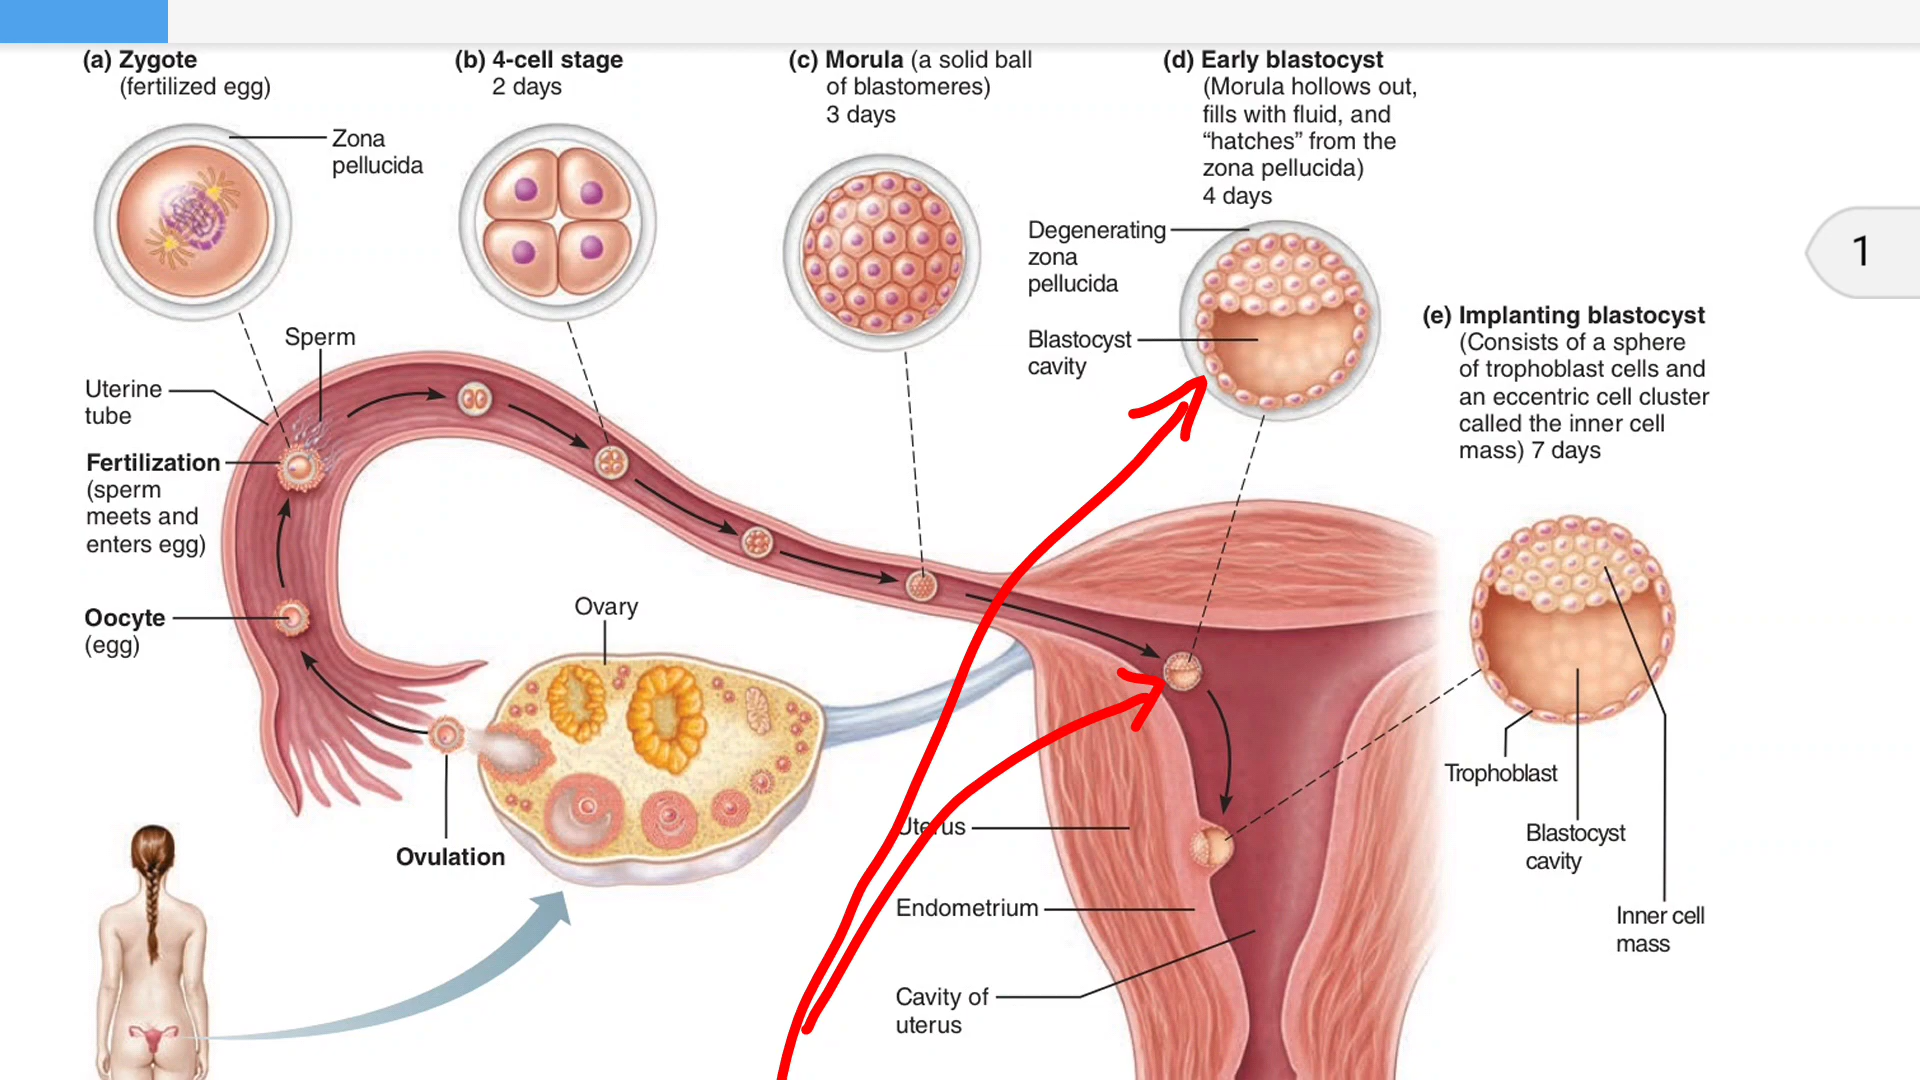 (a) Zygote
(fertilized egg)
Zona
pellucida
(b) 4-cell stage
2 days
(c) Morula (a solid ball
of blastomeres)
3 days
(d) Early blastocyst
(Morula hollows out,
fills with fluid, and
“hatches” from the
zona pellucida)
4 days
Degenerating
zona
pellucida
Blastocyst
cavity
1
(e) Implanting blastocyst
(Consists of a sphere
of trophoblast cells and
an eccentric cell cluster
called the inner cell
mass) 7 days
Sperm
Uterine
tube
Fertilization
(sperm
meets and
enters egg)
Oocyte
(egg)
Ovary
Ovulation
Uterus
Endometrium
Cavity of
uterus
Trophoblast
Blastocyst
cavity
Inner cell
mass